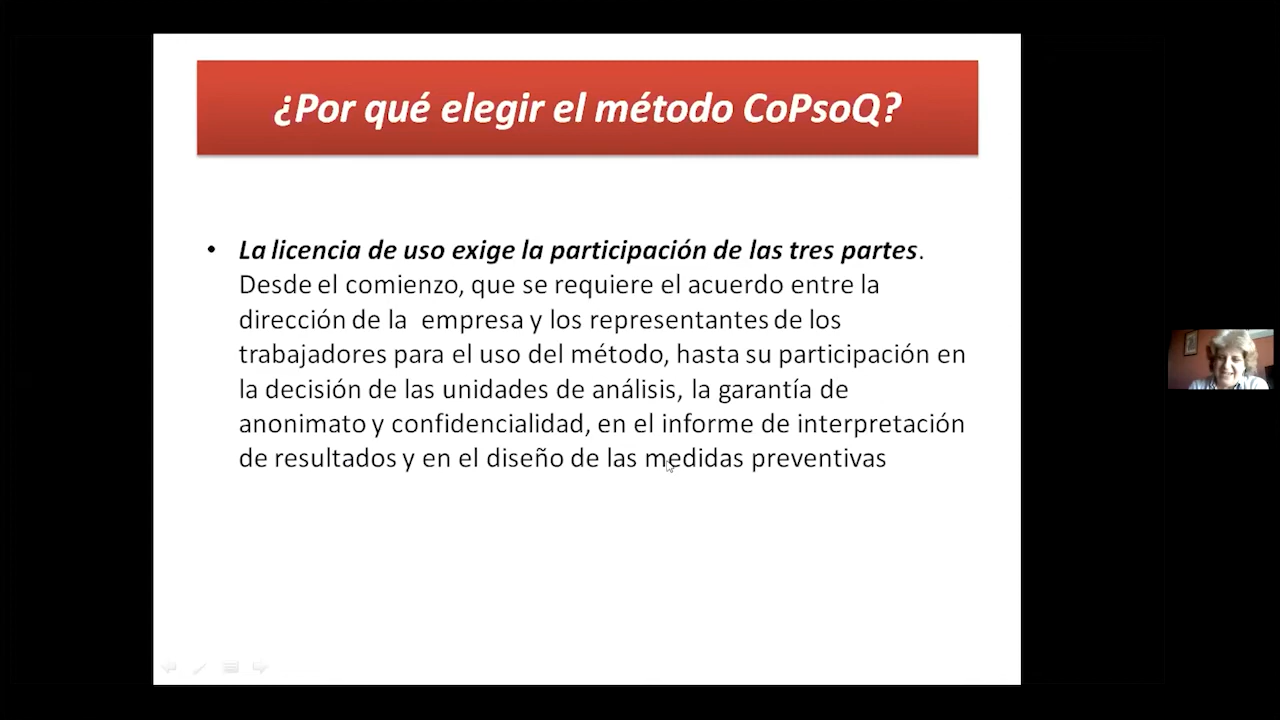 ¿Por qué elegir el método CoPsoQ?
• La licencia de uso exige la participación de las tres partes.
Desde el comienzo, que se requiere el acuerdo entre la
dirección de la  empresa y los representantes de los
trabajadores para el uso del método, hasta su participación en
la decisión de las unidades de análisis, la garantía de
anonimato y confidencialidad, en el informe de interpretación
de resultados y en el diseño de las medidas preventivas